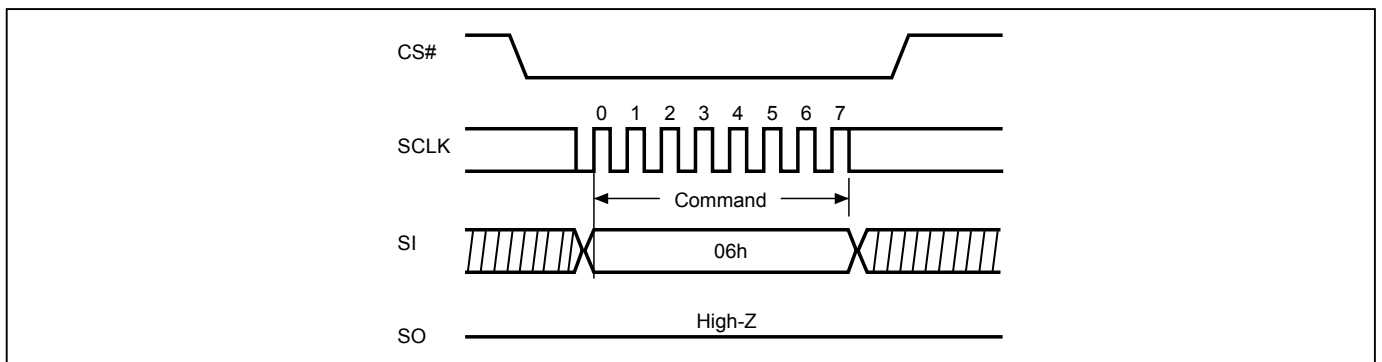 CS#
0 1 2 3 4 5 6 7
SCLK
Command
SI
06h
High-Z
SO